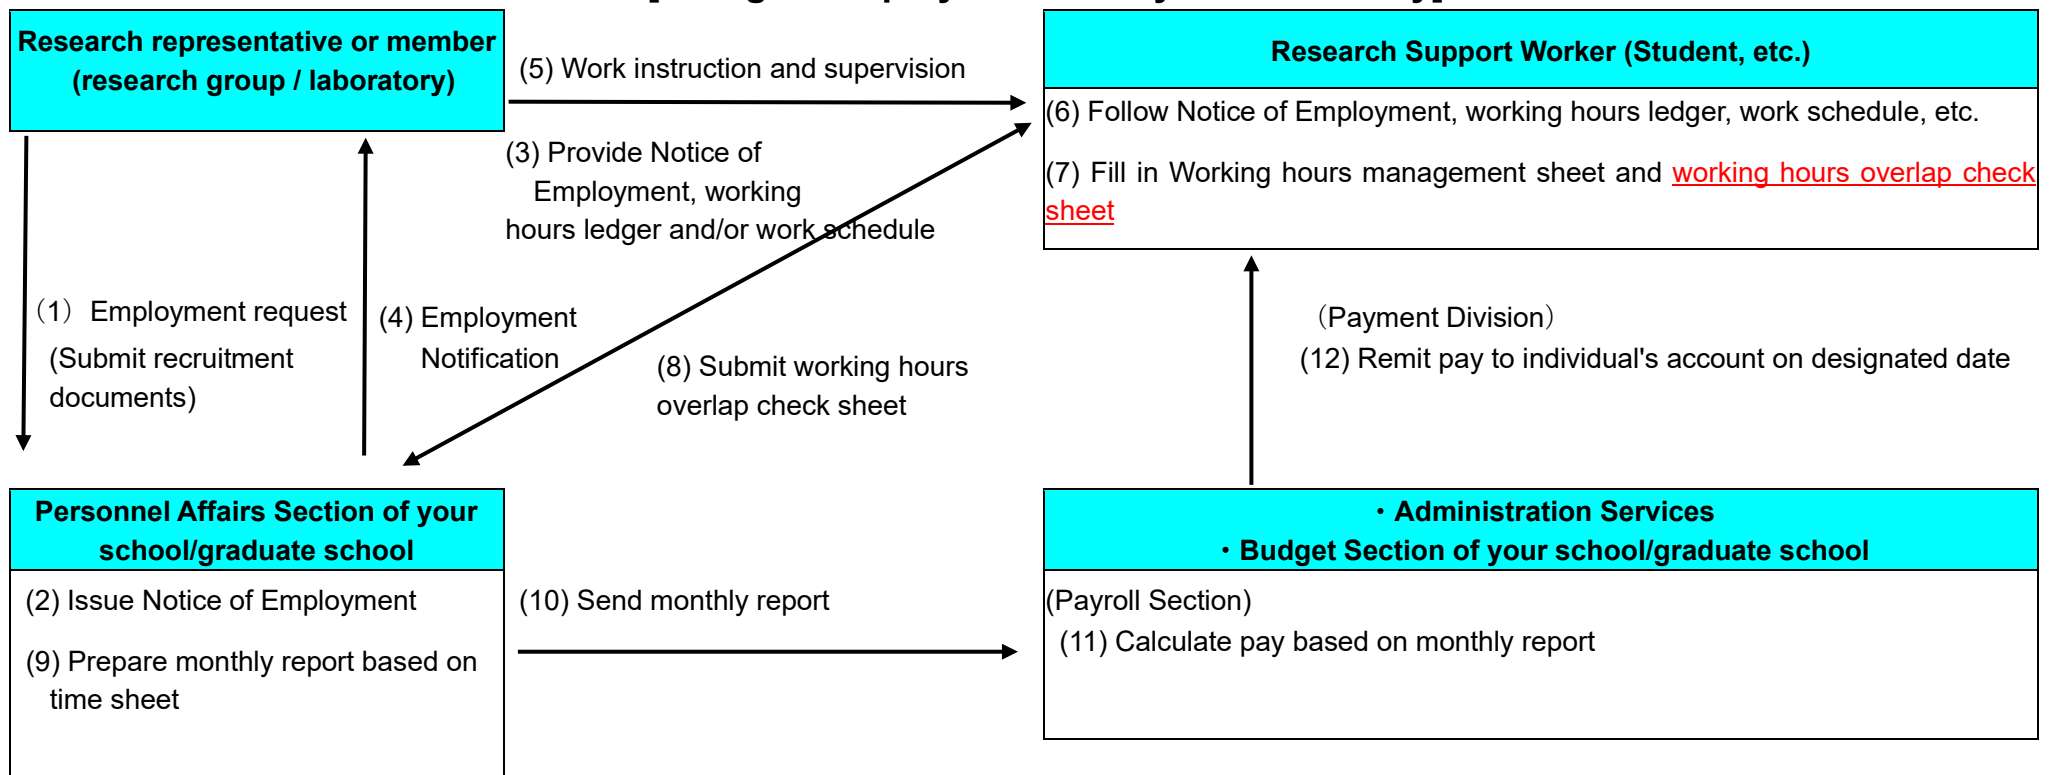 Research representative or member
(research group / laboratory)
(5) Work instruction and supervision
Research Support Worker (Student, etc.)
(6) Follow Notice of Employment, working hours ledger, work schedule, etc.
(7) Fill in Working hours management sheet and working hours overlap check
sheet
(3) Provide Notice of
Employment, working
hours ledger and/or work schedule
（1） Employment request
(Submit recruitment
documents)
(4) Employment
Notification
(8) Submit working hours
overlap check sheet
（Payment Division）
(12) Remit pay to individual's account on designated date
Personnel Affairs Section of your
school/graduate school
(2) Issue Notice of Employment
(9) Prepare monthly report based on
time sheet
(10) Send monthly report
・Administration Services
・Budget Section of your school/graduate school
(Payroll Section)
(11) Calculate pay based on monthly report